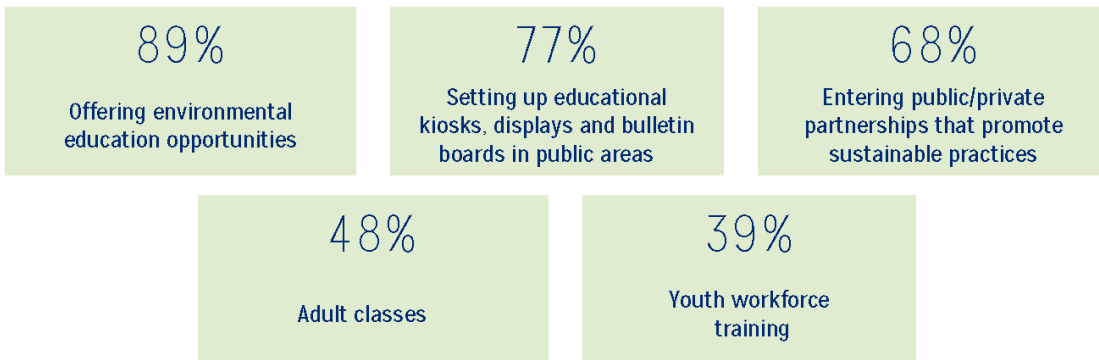 89%
Offering environmental
education opportunities
77%
Setting up educational
kiosks, displays and bulletin
boards in public areas
68%
Entering public/private
partnerships that promote
sustainable practices
48%
Adult classes
39%
Youth workforce
training